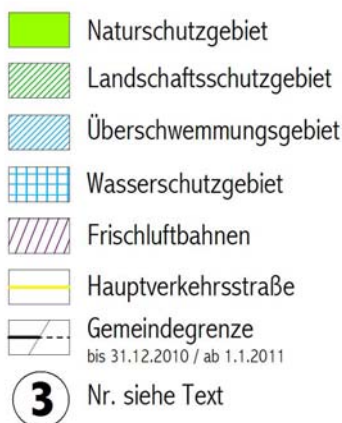 Naturschutzgebiet
Landschaftsschutzgebiet
Überschwemmungsgebiet
Wasserschutzgebiet
Frischluftbahnen
Hauptverkehrsstraße
Gemeindegrenze
bis 31.12.2010 / ab 1.1.2011
3 Nr. siehe Text